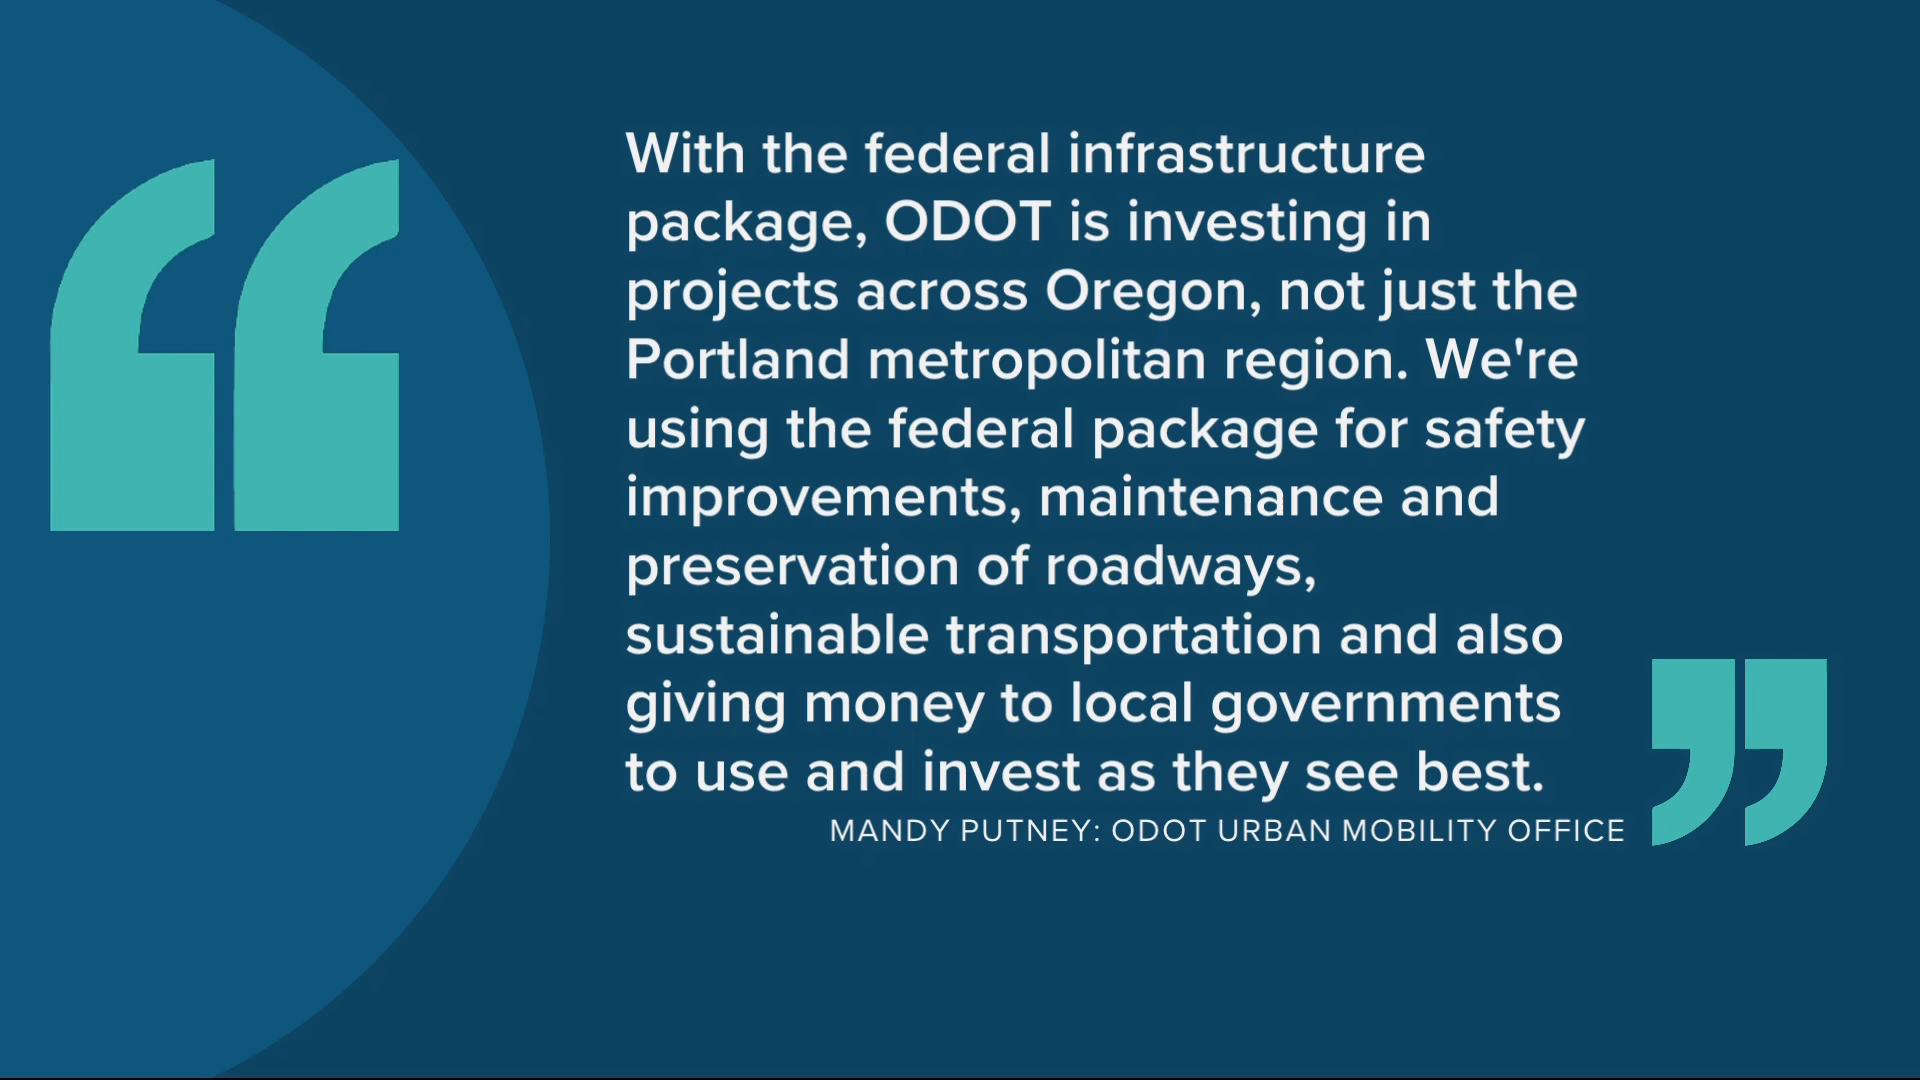 With the federal infrastructure
package, ODOT is investing in
projects across Oregon, not just the
Portland metropolitan region. We're
using the federal package for safety
improvements, maintenance and
preservation of roadways,
sustainable transportation and also
giving money to local governments
to use and invest as they see best.
MANDY PUTNEY: ODOT URBAN MOBILITY OFFICE